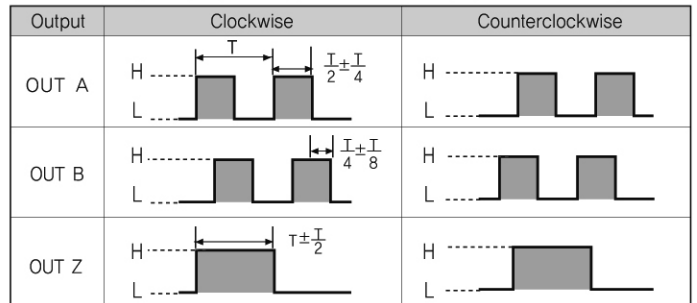 Output Clockwise Counterclockwise
OUT A H L T T/2±T/4 H L
OUT B H L T/4±T/8 H L
OUT Z H L T±T/2 H L